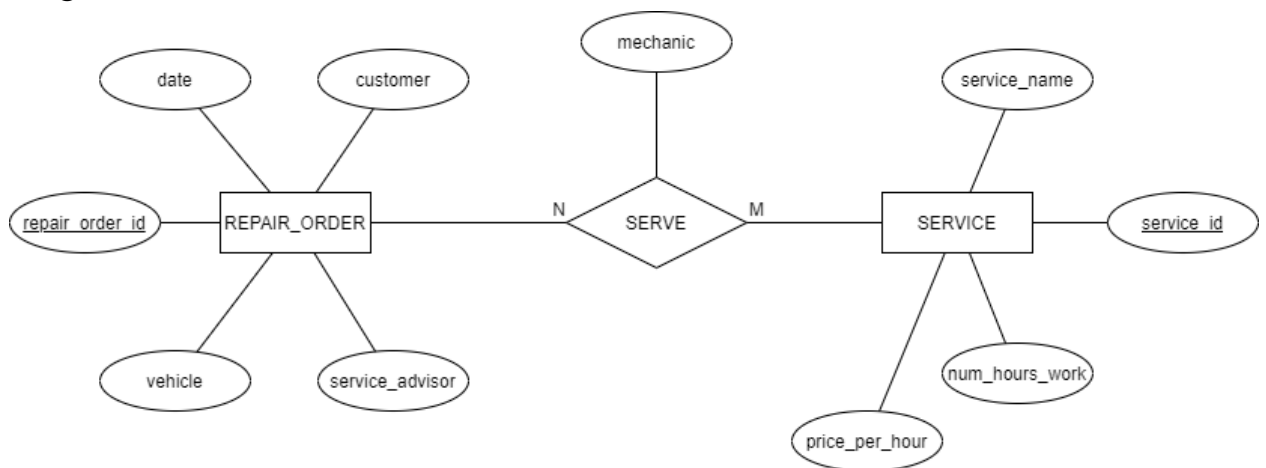 mechanic
date
customer
service_name
repair_order_id
REPAIR_ORDER
N
SERVE
M
SERVICE
service_id
vehicle
service_advisor
num_hours_work
price_per_hour